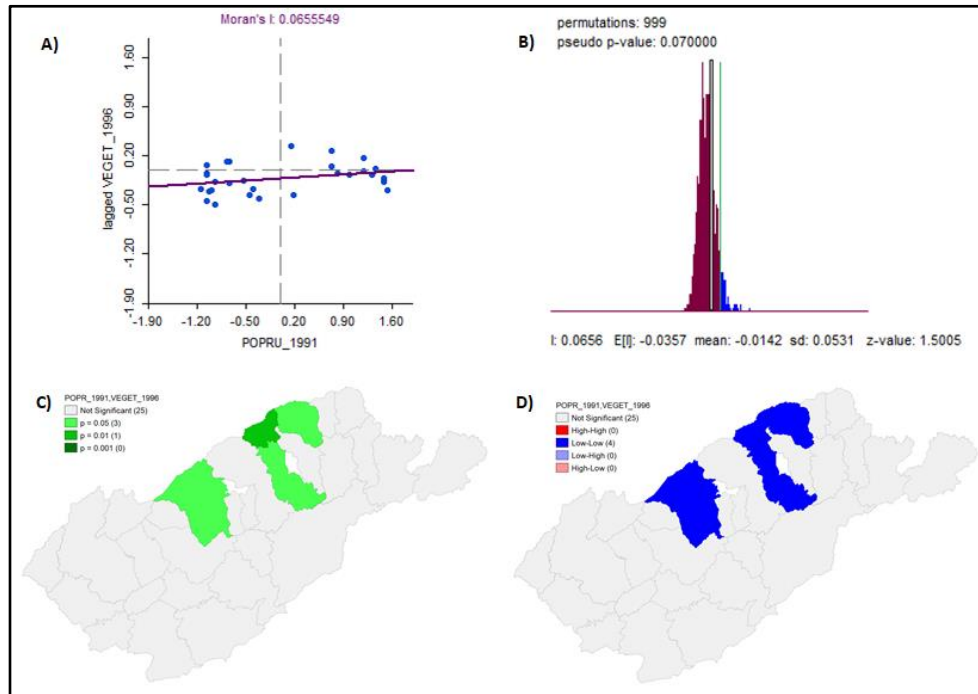 Moran's I: 0.0655549
A)
1.60
0.90
0.20
-0.50
-1.20
-1.90
lagged VEGET_1996
-1.90 -1.20 -0.50 0.20 0.90 1.60
POPRU_1991
B)
permutations: 999
pseudo p-value: 0.070000
I: 0.0656 E[I]: -0.0357 mean: -0.0142 sd: 0.0531 z-value: 1.5005
C)
POPR_1991,VEGET_1996
Not Significant (25)
p = 0.05 (3)
p = 0.01 (1)
p = 0.001 (0)
D)
POPR_1991,VEGET_1996
Not Significant (25)
High-High (0)
Low-Low (4)
Low-High (0)
High-Low (0)